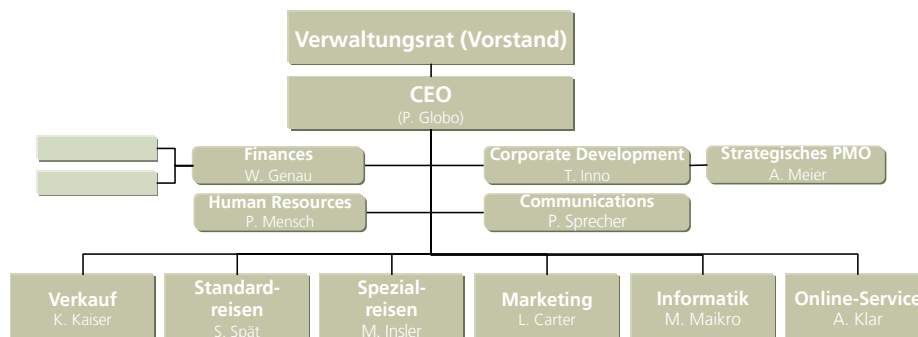 Verwaltungsrat (Vorstand)
CEO
(P. Globo)
Finances
W. Genau
Corporate Development
T. Inno
Strategisches PMO
A. Meier
Human Resources
P. Mensch
Communications
P. Sprecher
Verkauf
K. Kaiser
Standard-
reisen
S. Spät
Spezial-
reisen
M. Insler
Marketing
L. Carter
Informatik
M. Maikro
Online-Service
A. Klar